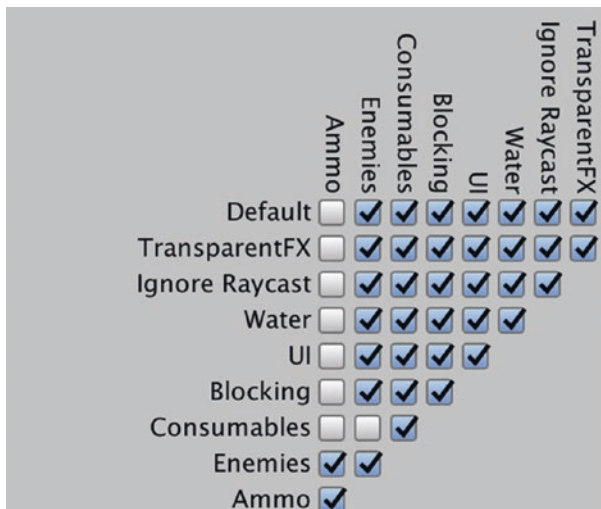 Ammo
Enemies
Consumables
Blocking
UI
Water
Ignore Raycast
TransparentFX
Default
TransparentFX
Ignore Raycast
Water
UI
Blocking
Consumables
Enemies
Ammo